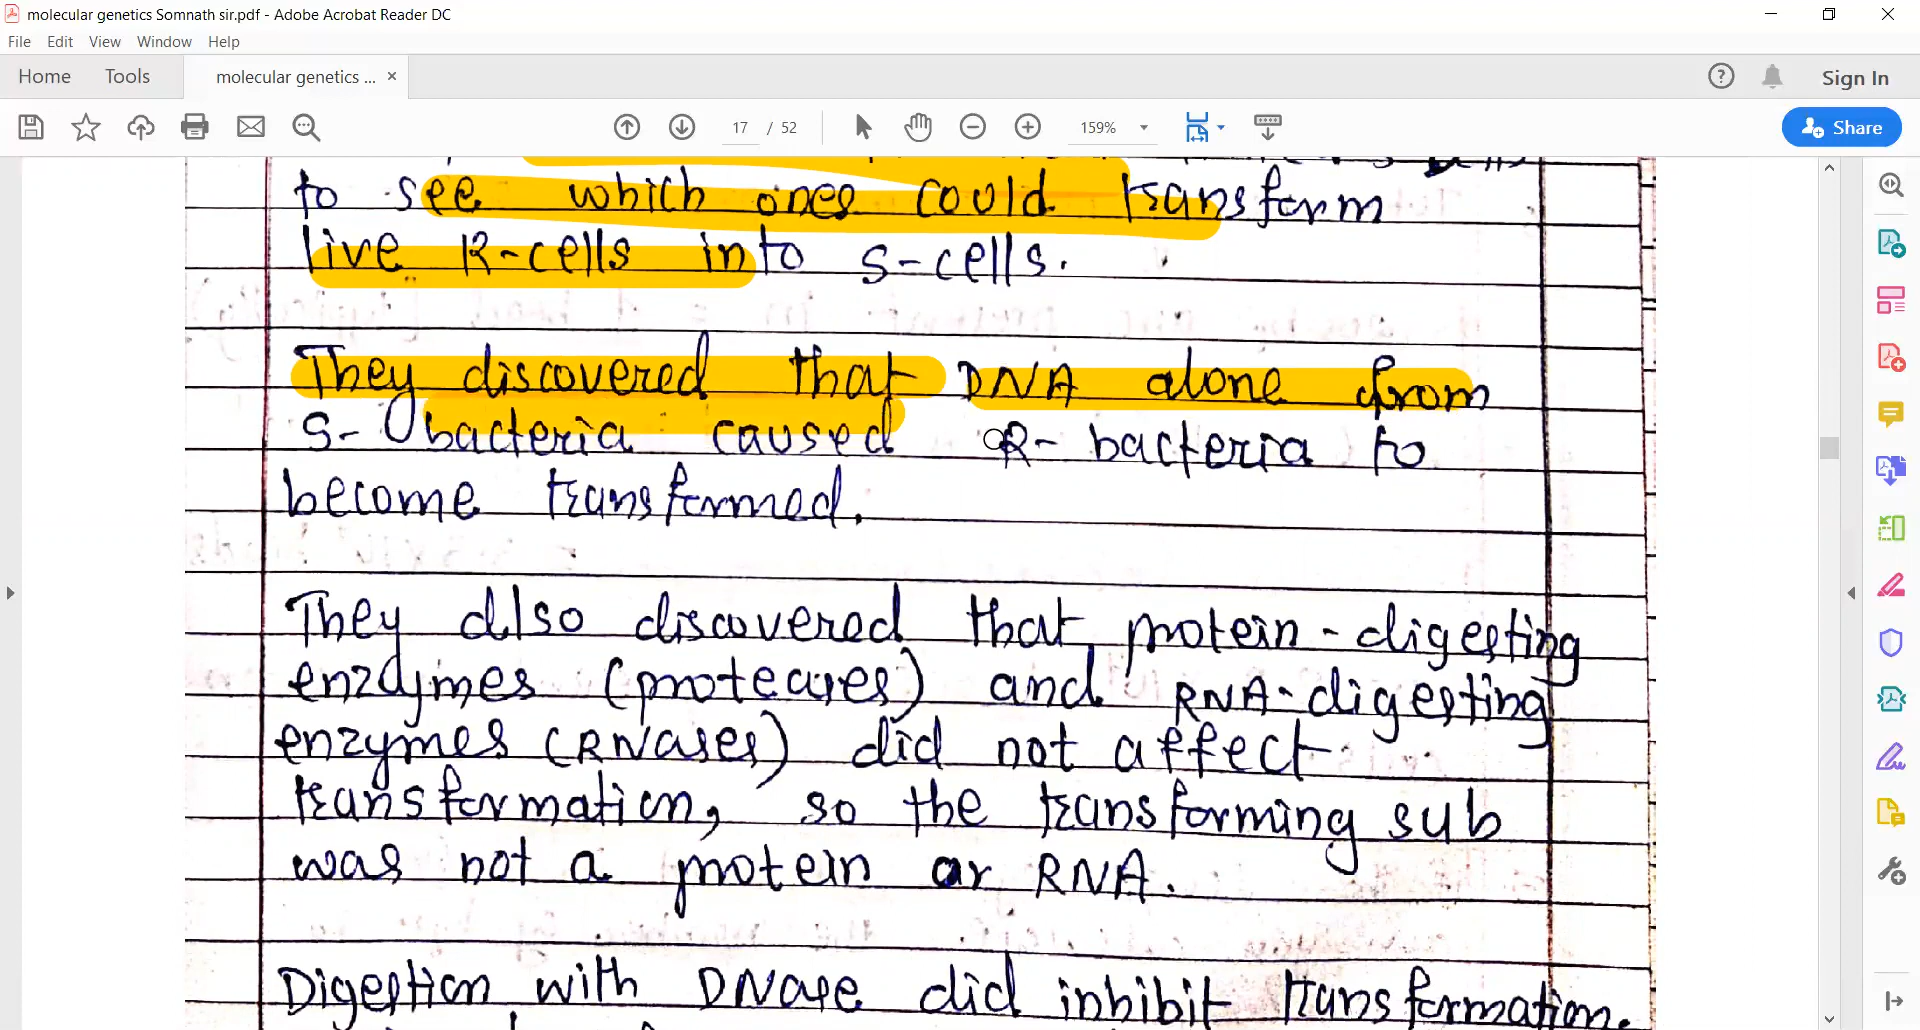 molecular genetics Somnath sir.pdf - Adobe Acrobat Reader DC
File Edit View Window Help
Home Tools molecular genetics ... ×
Sign In
17 / 52 159% Share
to see which ones could transform
live R-cells into S-cells.
They discovered that DNA alone from
S- bacteria caused R- bacteria to
become transformed.
They also discovered that protein-digesting
enzymes (proteases) and RNA-digesting
enzymes (RNases) did not affect
transformation, so the transforming sub
was not a protein or RNA.
Digestion with DNase did inhibit transformation.